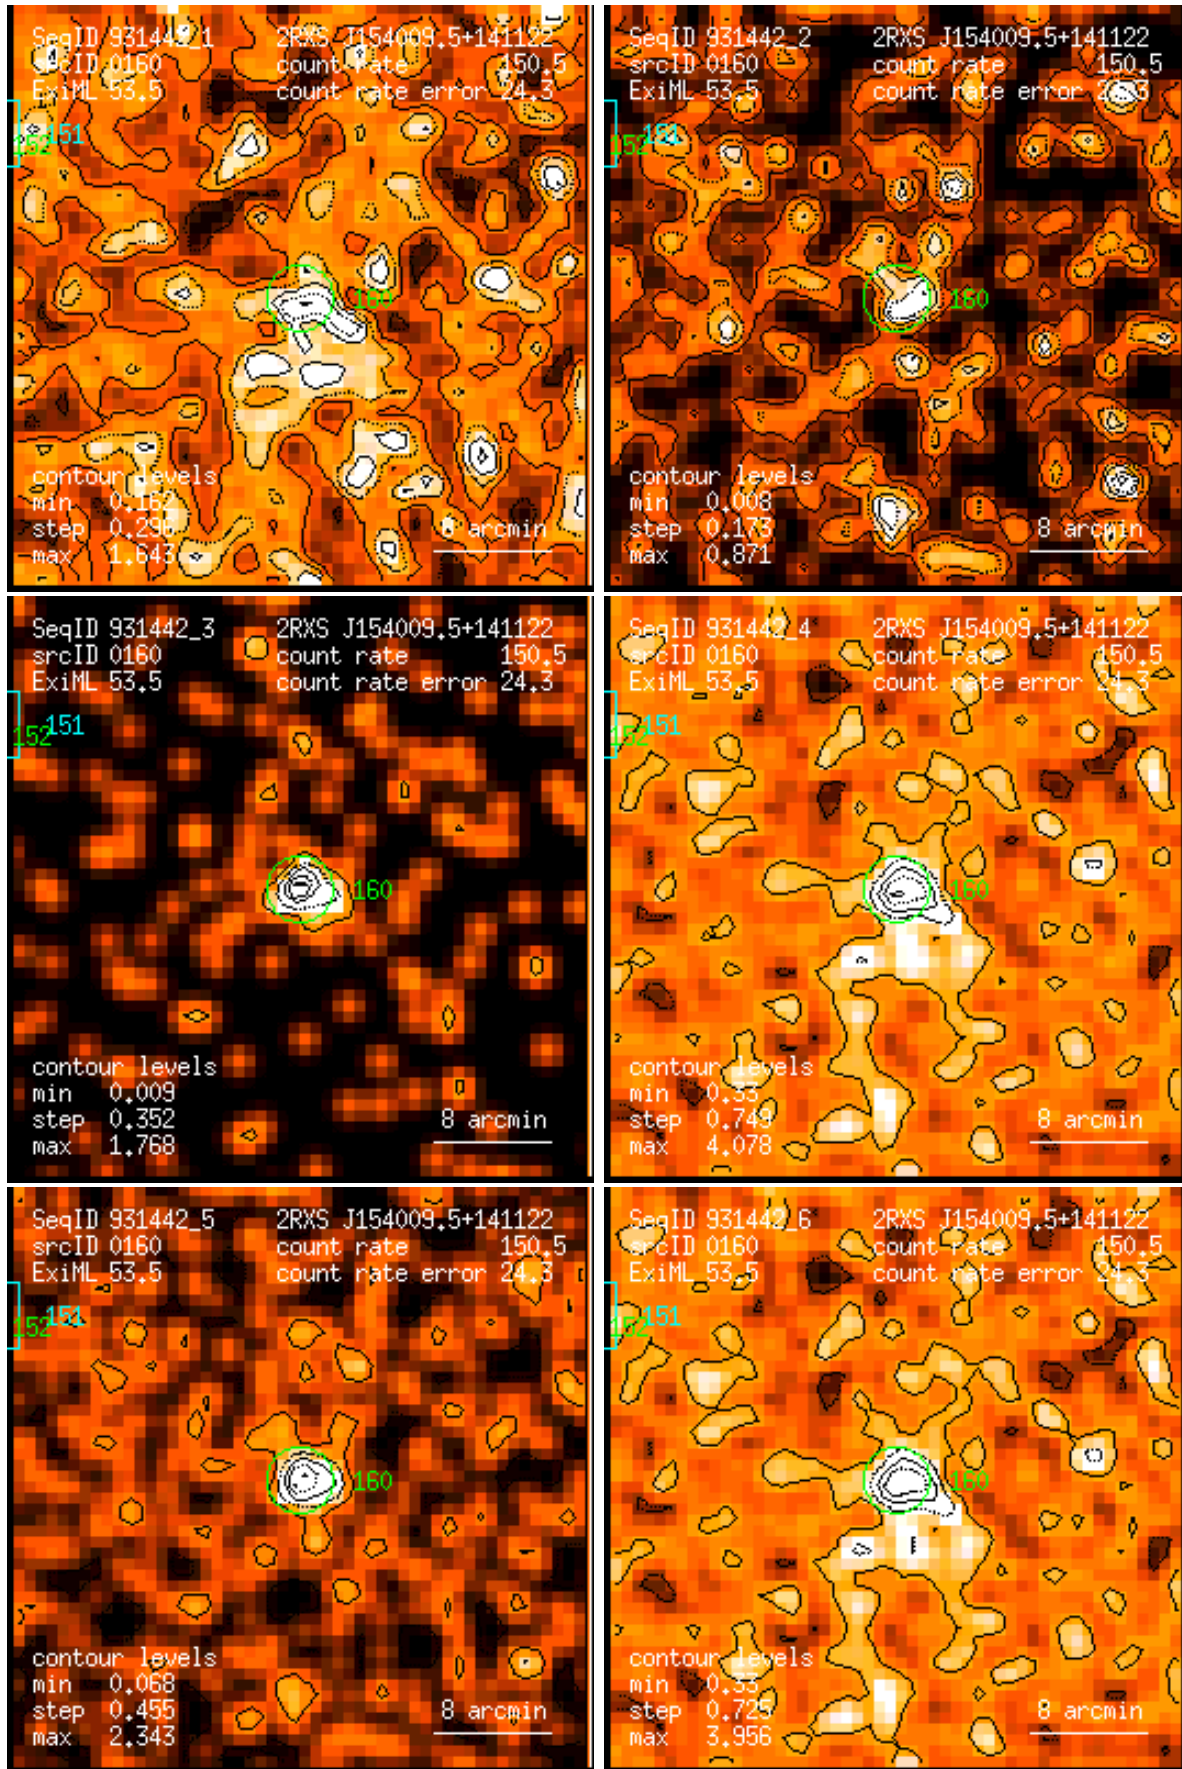 SeqID 931442_1 2RXS J154009.5+141122
srcID 0160 count rate 150.5
ExiML 53.5 count rate error 24.3
152 151
160
contour levels
min 0.162
step 0.296
max 1.643
8 arcmin
SeqID 931442_2 2RXS J154009.5+141122
srcID 0160 count rate 150.5
ExiML 53.5 count rate error 24.3
152 151
160
contour levels
min 0.008
step 0.173
max 0.871
8 arcmin
SeqID 931442_3 2RXS J154009.5+141122
srcID 0160 count rate 150.5
ExiML 53.5 count rate error 24.3
152 151
160
contour levels
min 0.009
step 0.352
max 1.768
8 arcmin
SeqID 931442_4 2RXS J154009.5+141122
srcID 0160 count rate 150.5
ExiML 53.5 count rate error 24.3
152 151
160
contour levels
min 0.33
step 0.749
max 4.078
8 arcmin
SeqID 931442_5 2RXS J154009.5+141122
srcID 0160 count rate 150.5
ExiML 53.5 count rate error 24.3
152 151
160
contour levels
min 0.068
step 0.455
max 2.343
8 arcmin
SeqID 931442_6 2RXS J154009.5+141122
srcID 0160 count rate 150.5
ExiML 53.5 count rate error 24.3
152 151
160
contour levels
min 0.33
step 0.725
max 3.956
8 arcmin